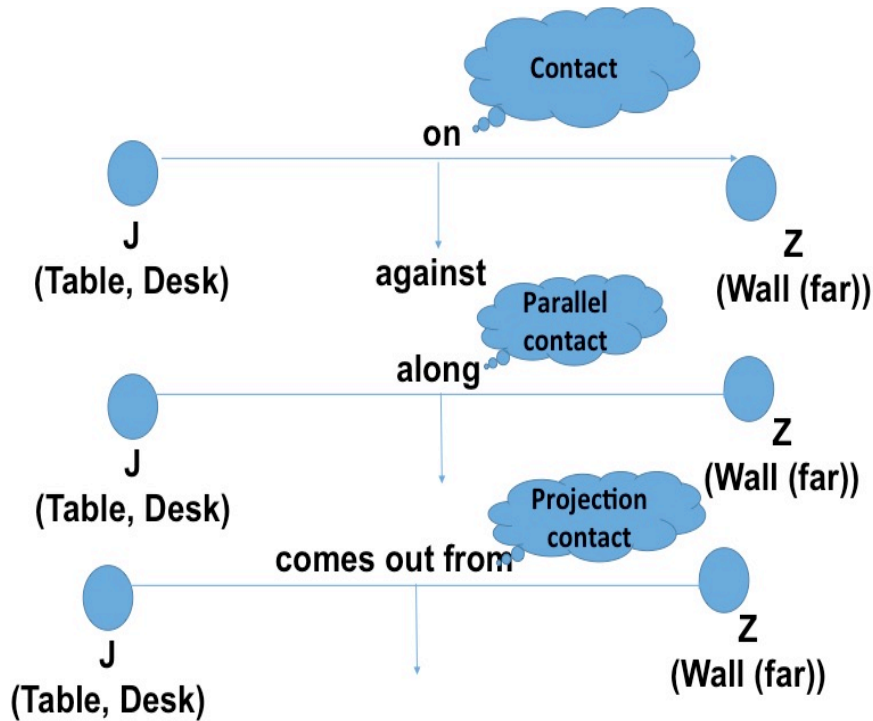 Contact
on
J
(Table, Desk)
Z
(Wall (far))
against
Parallel
contact
along
J
(Table, Desk)
Z
(Wall (far))
Projection
contact
comes out from
J
(Table, Desk)
Z
(Wall (far))